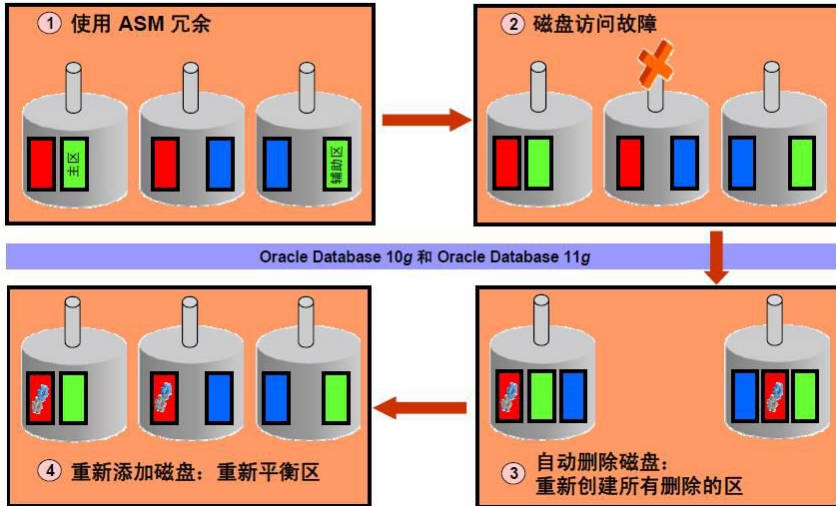 ① 使用 ASM 冗余
主区
辅助区
② 磁盘访问故障
Oracle Database 10g 和 Oracle Database 11g
③ 自动删除磁盘：
重新创建所有删除的区
④ 重新添加磁盘：重新平衡区